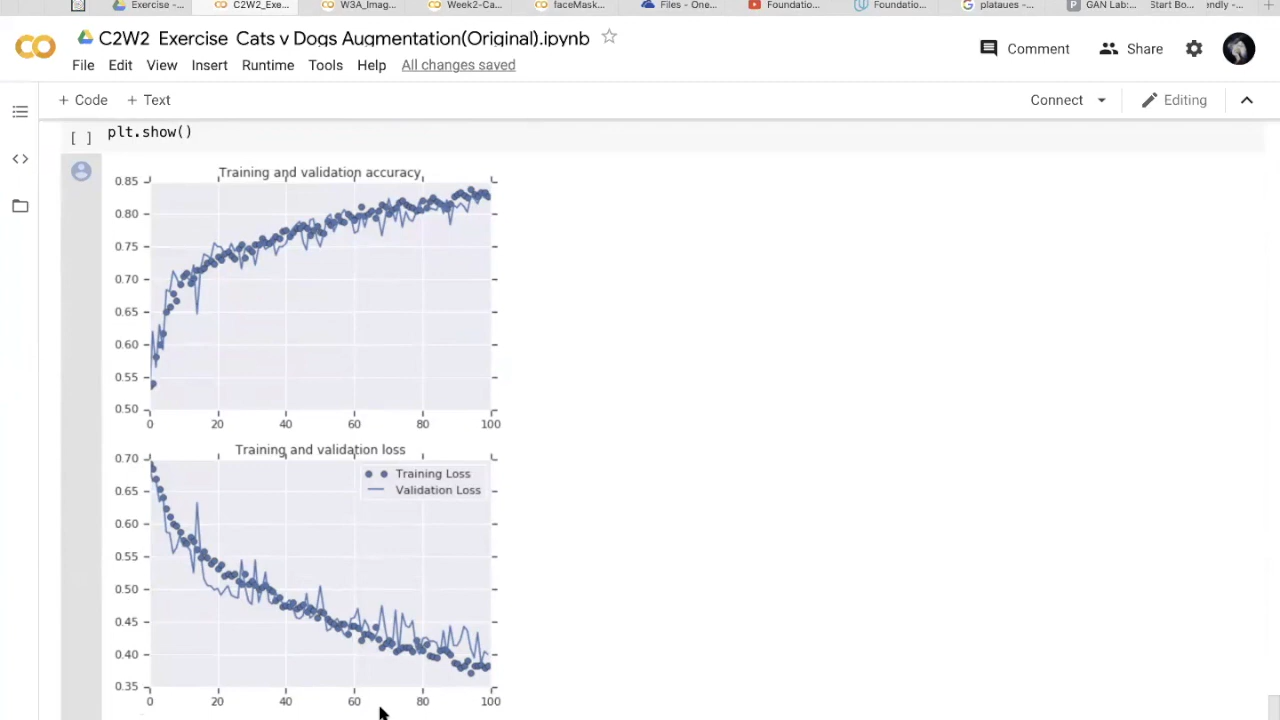 Exercise -... C2W2_Exe... W3A_Imag... Week2-Ca... faceMask... Files - One... Foundatio... Foundatio... plataues -... GAN Lab:... Start Bo... endly -...
C2W2 Exercise Cats v Dogs Augmentation(Original).ipynb
Comment Share
File Edit View Insert Runtime Tools Help All changes saved
+ Code + Text Connect Editing
[ ] plt.show()
Training and validation accuracy
0.85
0.80
0.75
0.70
0.65
0.60
0.55
0.50
0 20 40 60 80 100
Training and validation loss
0.70
Training Loss
0.65
Validation Loss
0.60
0.55
0.50
0.45
0.40
0.35
0 20 40 60 80 100